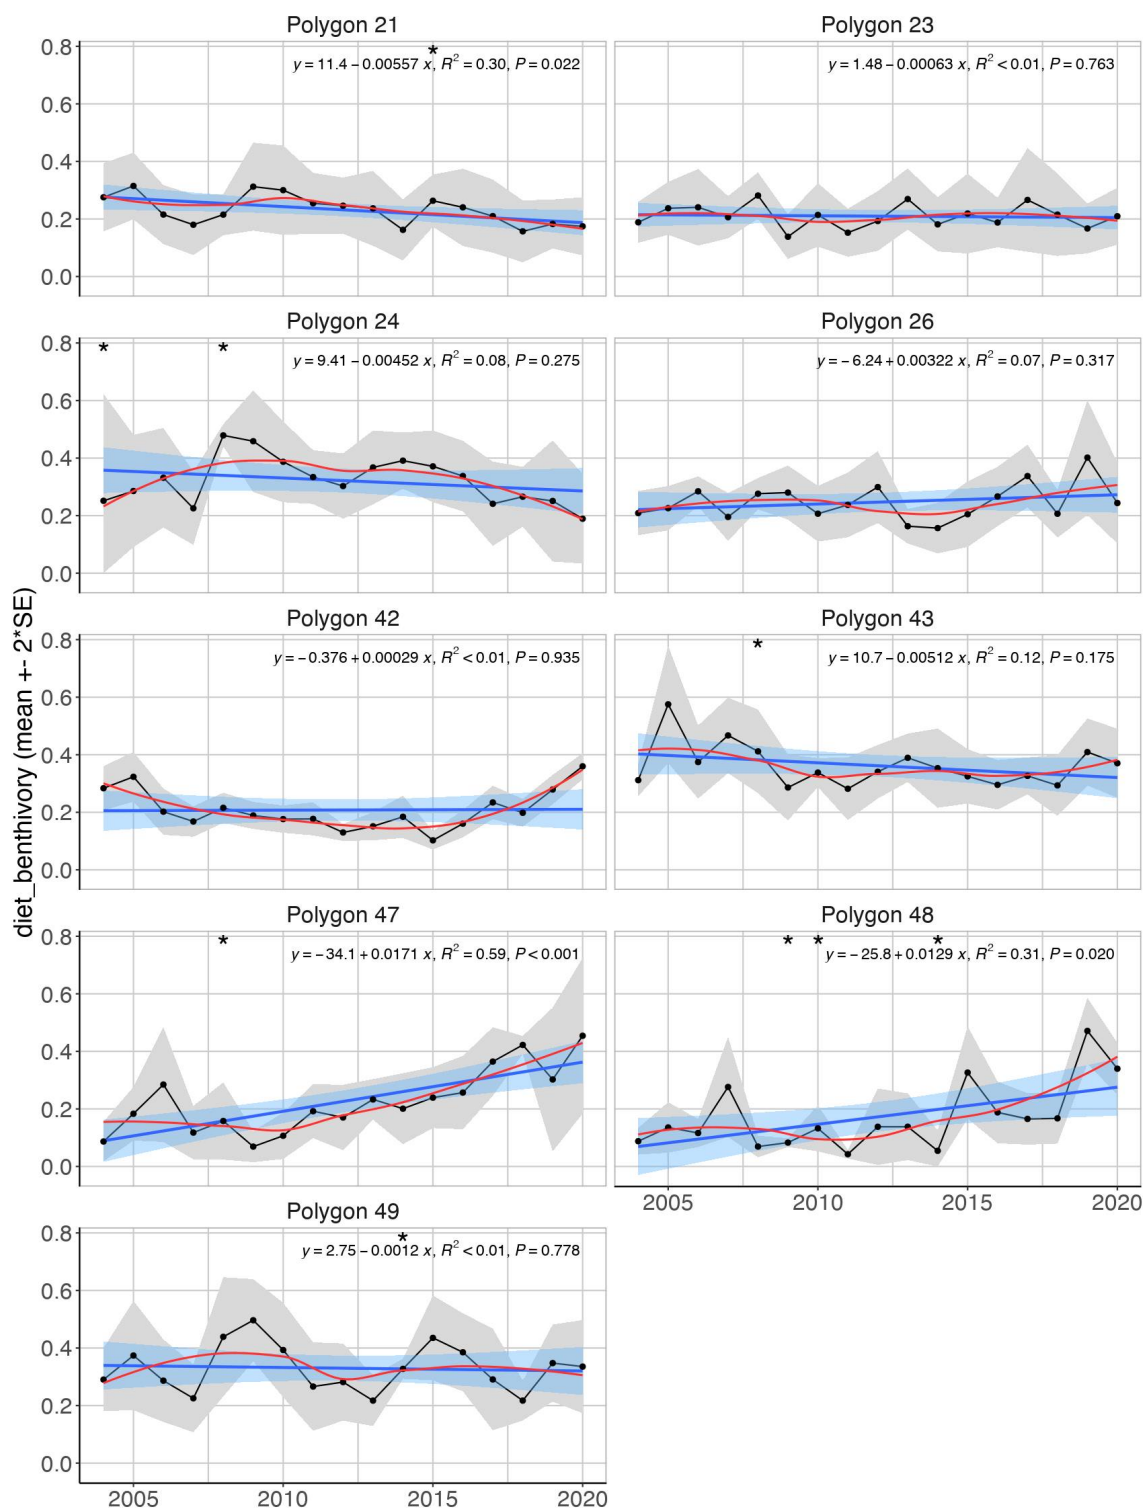 Polygon 21
Polygon 23
0.8
0.6
0.4
0.2
0.0
*
y = 11.4 − 0.00557 x, R² = 0.30, P = 0.022
y = 1.48 − 0.00063 x, R² < 0.01, P = 0.763
Polygon 24
Polygon 26
0.8
0.6
0.4
0.2
0.0
* *
y = 9.41 − 0.00452 x, R² = 0.08, P = 0.275
y = − 6.24 + 0.00322 x, R² = 0.07, P = 0.317
diet_benthivory (mean +- 2*SE)
Polygon 42
Polygon 43
0.8
0.6
0.4
0.2
0.0
y = − 0.376 + 0.00029 x, R² < 0.01, P = 0.935
*
y = 10.7 − 0.00512 x, R² = 0.12, P = 0.175
Polygon 47
Polygon 48
0.8
0.6
0.4
0.2
0.0
*
y = − 34.1 + 0.0171 x, R² = 0.59, P < 0.001
* * *
y = − 25.8 + 0.0129 x, R² = 0.31, P = 0.020
2005 2010 2015 2020
Polygon 49
0.8
0.6
0.4
0.2
0.0
*
y = 2.75 − 0.0012 x, R² < 0.01, P = 0.778
2005 2010 2015 2020